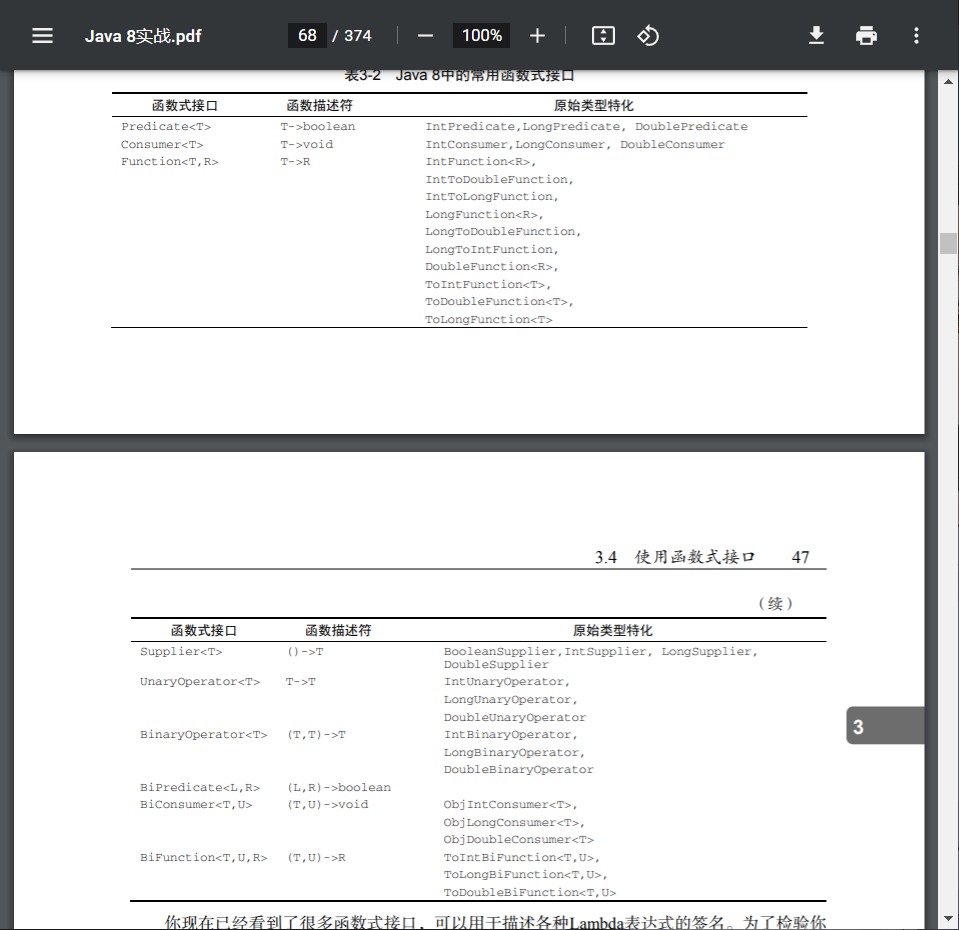 Java 8实战.pdf 68 / 374 100%
表3-2 Java 8中的常用函数式接口
函数式接口 函数描述符 原始类型特化
Predicate<T> T->boolean IntPredicate,LongPredicate, DoublePredicate
Consumer<T> T->void IntConsumer,LongConsumer, DoubleConsumer
Function<T,R> T->R IntFunction<R>,
IntToDoubleFunction,
IntToLongFunction,
LongFunction<R>,
LongToDoubleFunction,
LongToIntFunction,
DoubleFunction<R>,
ToIntFunction<T>,
ToDoubleFunction<T>,
ToLongFunction<T>
3.4 使用函数式接口 47
(续)
函数式接口 函数描述符 原始类型特化
Supplier<T> ()->T BooleanSupplier,IntSupplier, LongSupplier,
DoubleSupplier
UnaryOperator<T> T->T IntUnaryOperator,
LongUnaryOperator,
DoubleUnaryOperator
BinaryOperator<T> (T,T)->T IntBinaryOperator,
LongBinaryOperator,
DoubleBinaryOperator
BiPredicate<L,R> (L,R)->boolean
BiConsumer<T,U> (T,U)->void ObjIntConsumer<T>,
ObjLongConsumer<T>,
ObjDoubleConsumer<T>
BiFunction<T,U,R> (T,U)->R ToIntBiFunction<T,U>,
ToLongBiFunction<T,U>,
ToDoubleBiFunction<T,U>
3
你现在已经看到了很多函数式接口，可以用于描述各种Lambda表达式的签名。为了检验你